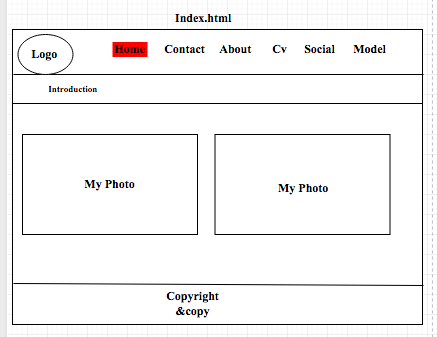 Index.html
Logo Home Contact About Cv Social Model
Introduction
My Photo My Photo
Copyright
&copy